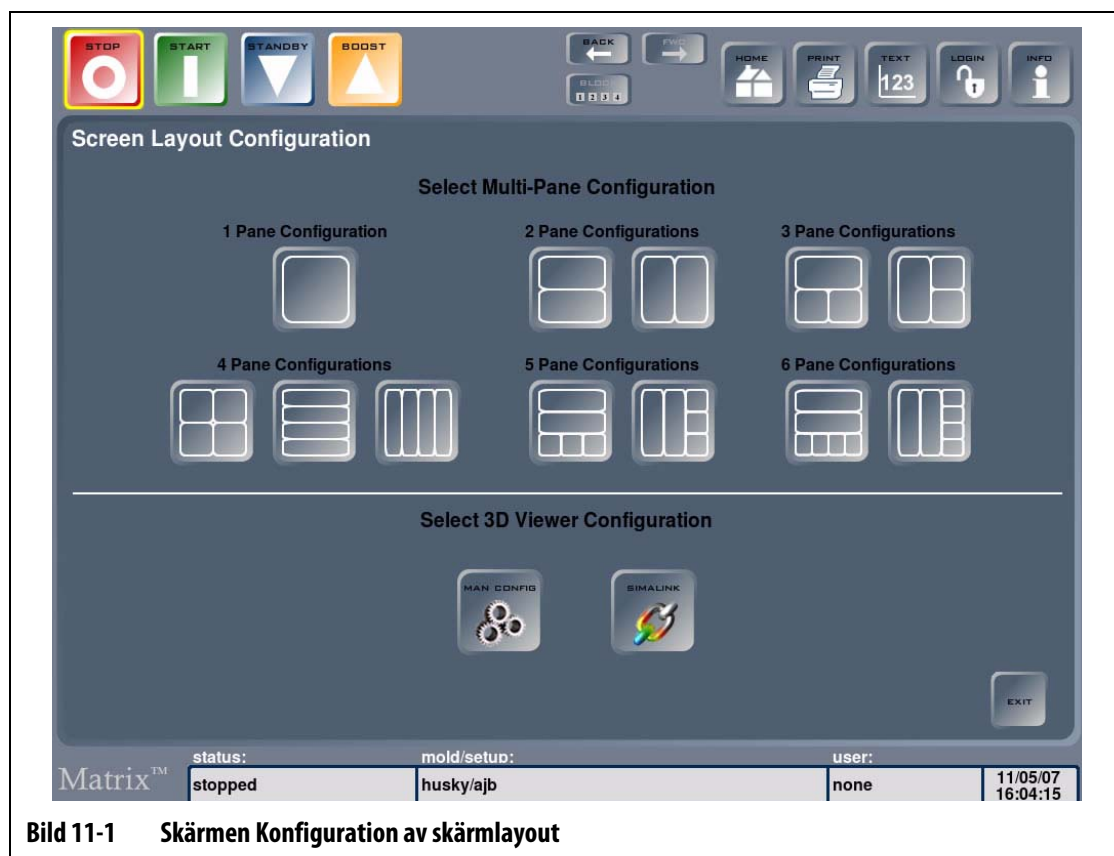 STOP START STANDBY BOOST BACK FWD
HOME PRINT TEXT LOGIN INFO
1 2 3 4 123
Screen Layout Configuration
Select Multi-Pane Configuration
1 Pane Configuration 2 Pane Configurations 3 Pane Configurations
4 Pane Configurations 5 Pane Configurations 6 Pane Configurations
Select 3D Viewer Configuration
MAN CONFIG SIMALINK
EXIT
status: mold/setup: user:
Matrix™ stopped husky/ajb none 11/05/07
16:04:15
Bild 11-1 Skärmen Konfiguration av skärmlayout